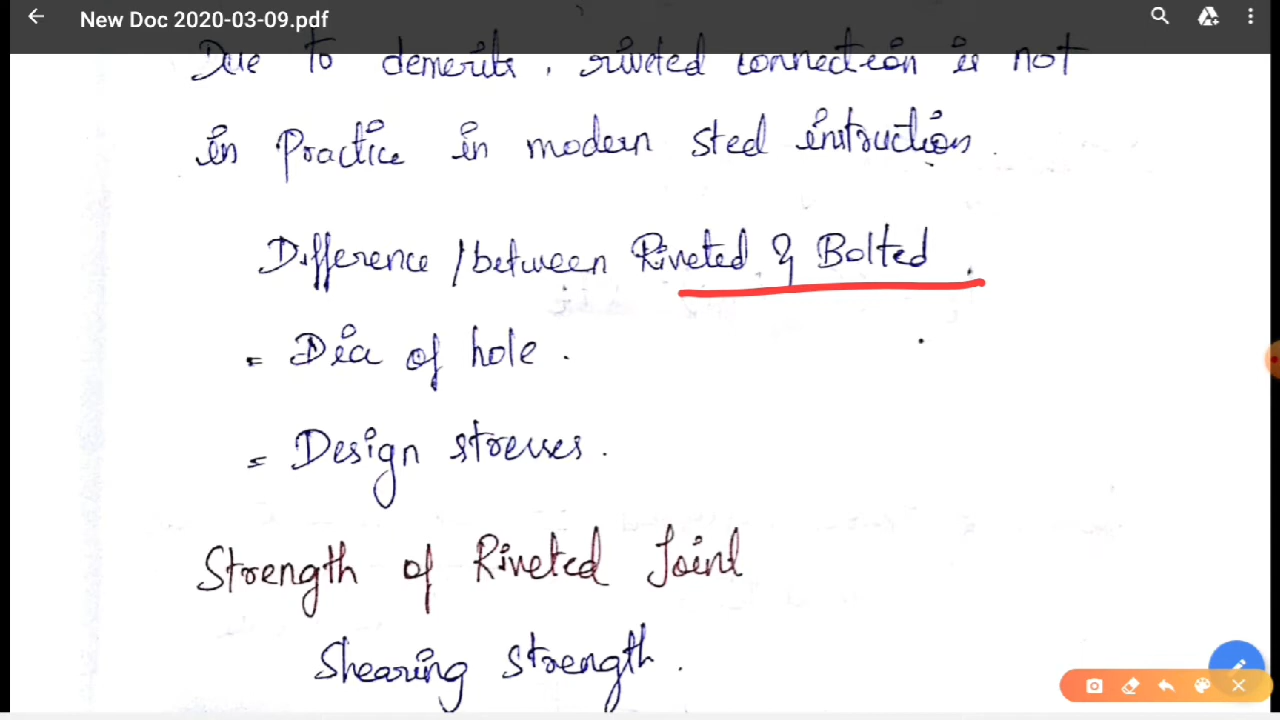 New Doc 2020-03-09.pdf
Due to demerits, riveted connection is not
in Practice in modern steel instruction.
Difference / between Riveted & Bolted.
= Dia of hole.
= Design stresses.
Strength of Riveted Joint
Shearing strength.